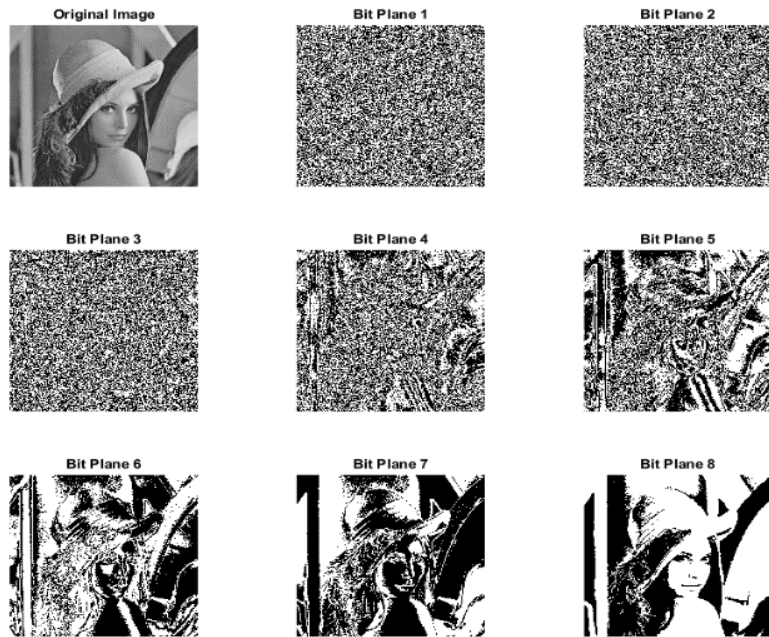 Original Image
Bit Plane 1
Bit Plane 2
Bit Plane 3
Bit Plane 4
Bit Plane 5
Bit Plane 6
Bit Plane 7
Bit Plane 8